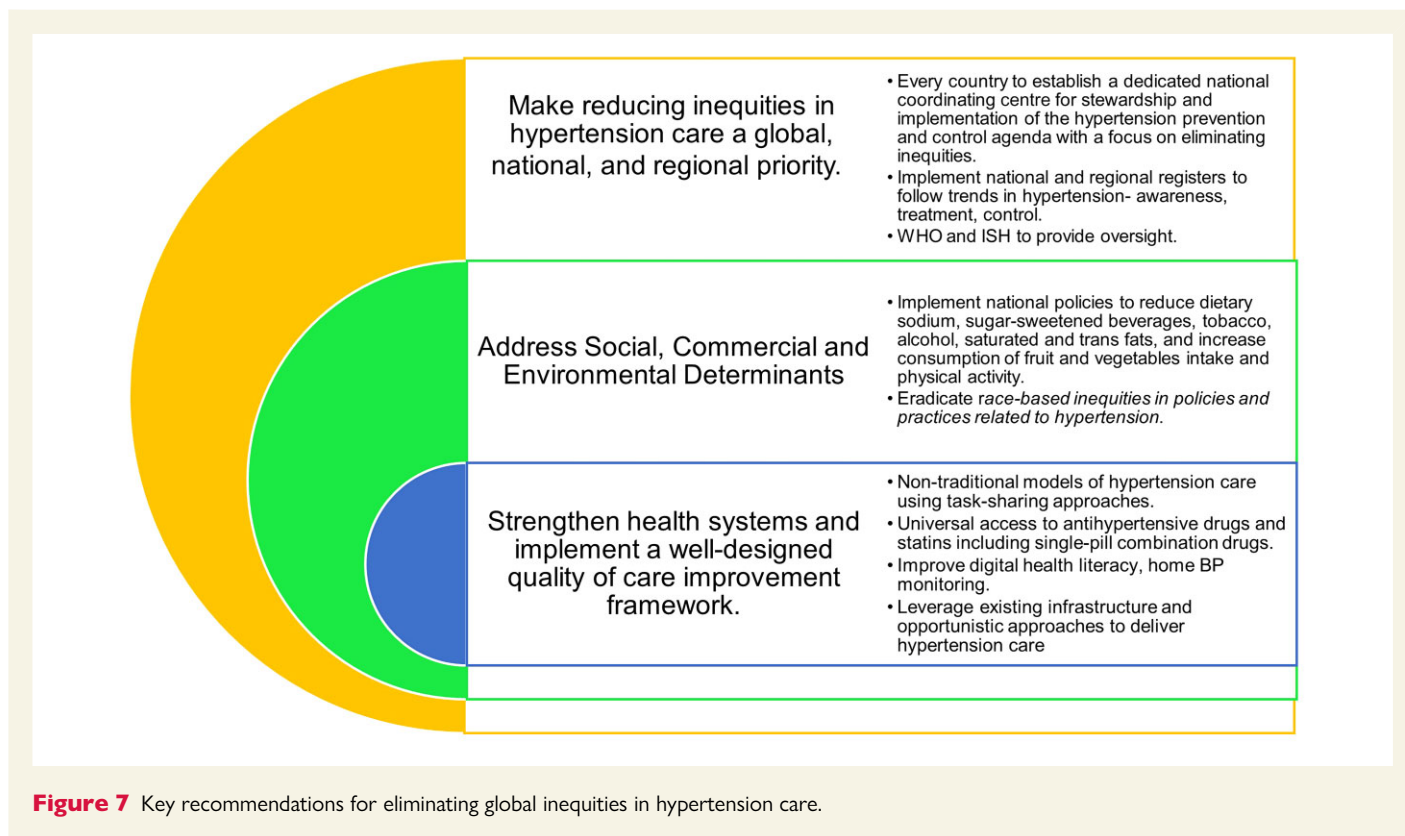 Make reducing inequities in
hypertension care a global,
national, and regional priority.
• Every country to establish a dedicated national
coordinating centre for stewardship and
implementation of the hypertension prevention
and control agenda with a focus on eliminating
inequities.
• Implement national and regional registers to
follow trends in hypertension- awareness,
treatment, control.
• WHO and ISH to provide oversight.
Address Social, Commercial and
Environmental Determinants
• Implement national policies to reduce dietary
sodium, sugar-sweetened beverages, tobacco,
alcohol, saturated and trans fats, and increase
consumption of fruit and vegetables intake and
physical activity.
• Eradicate race-based inequities in policies and
practices related to hypertension.
Strengthen health systems and
implement a well-designed
quality of care improvement
framework.
• Non-traditional models of hypertension care
using task-sharing approaches.
• Universal access to antihypertensive drugs and
statins including single-pill combination drugs.
• Improve digital health literacy, home BP
monitoring.
• Leverage existing infrastructure and
opportunistic approaches to deliver
hypertension care
Figure 7 Key recommendations for eliminating global inequities in hypertension care.